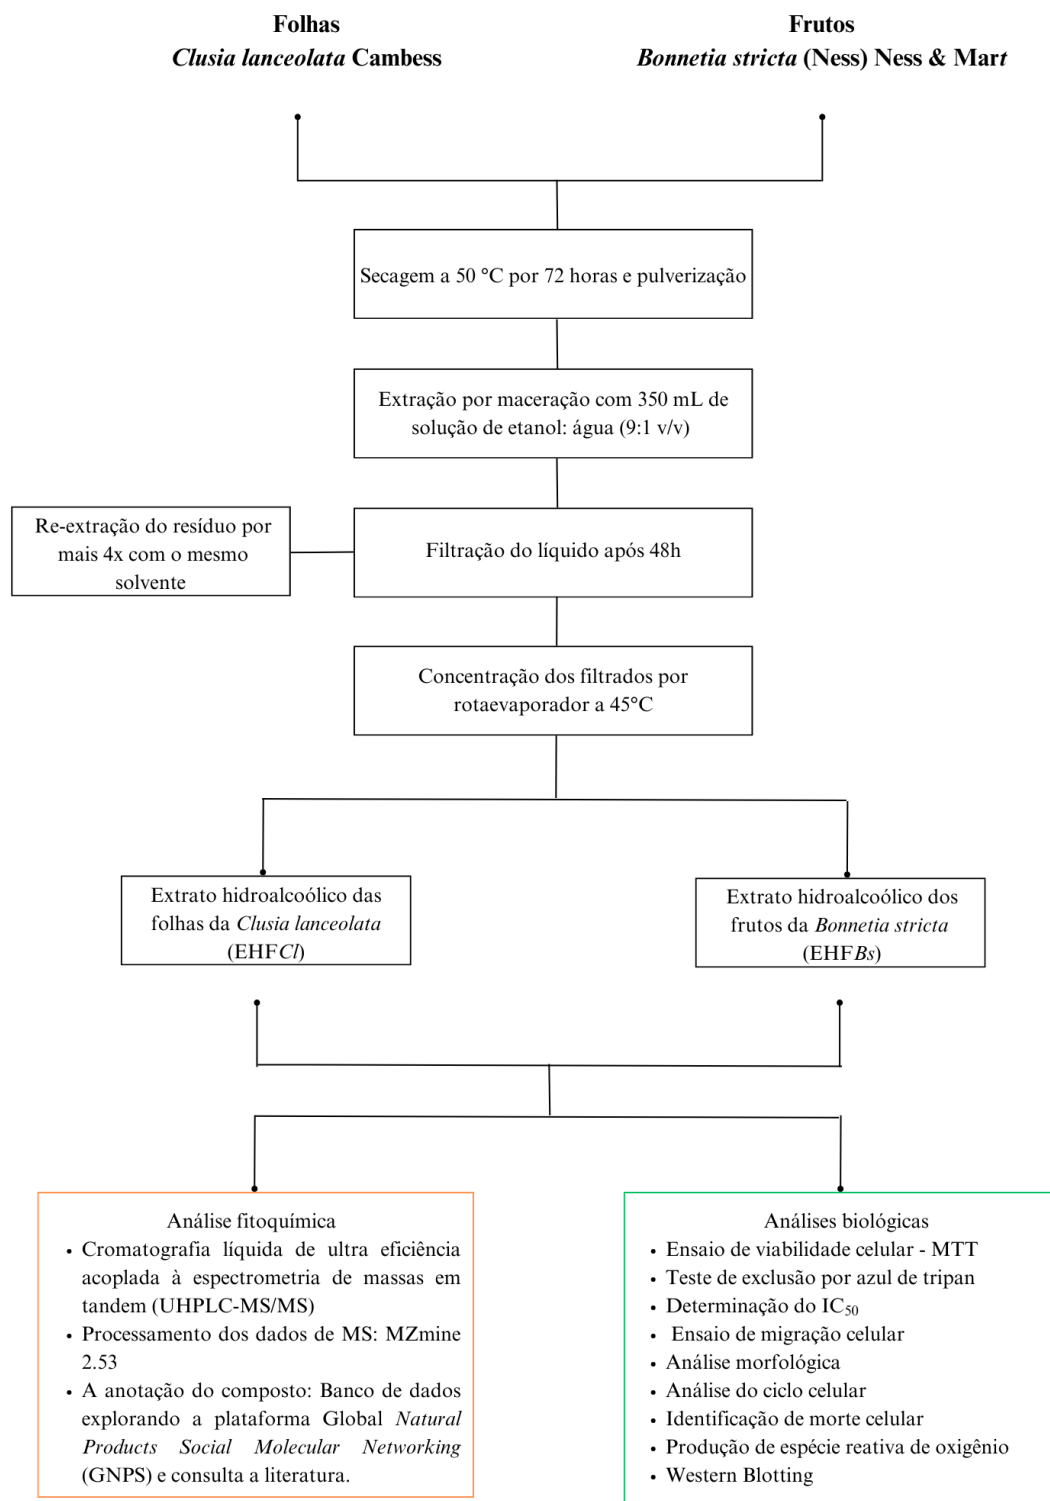 Folhas
Clusia lanceolata Cambess
Frutos
Bonnetia stricta (Ness) Ness & Mart
Secagem a 50 °C por 72 horas e pulverização
Extração por maceração com 350 mL de
solução de etanol: água (9:1 v/v)
Re-extração do resíduo por
mais 4x com o mesmo
solvente
Filtração do líquido após 48h
Concentração dos filtrados por
rotaevaporador a 45°C
Extrato hidroalcoólico das
folhas da Clusia lanceolata
(EHFCl)
Extrato hidroalcoólico dos
frutos da Bonnetia stricta
(EHFBs)
Análise fitoquímica
• Cromatografia líquida de ultra eficiência
acoplada à espectrometria de massas em
tandem (UHPLC-MS/MS)
• Processamento dos dados de MS: MZmine
2.53
• A anotação do composto: Banco de dados
explorando a plataforma Global Natural
Products Social Molecular Networking
(GNPS) e consulta a literatura.
Análises biológicas
• Ensaio de viabilidade celular - MTT
• Teste de exclusão por azul de tripan
• Determinação do IC₅₀
• Ensaio de migração celular
• Análise morfológica
• Análise do ciclo celular
• Identificação de morte celular
• Produção de espécie reativa de oxigênio
• Western Blotting